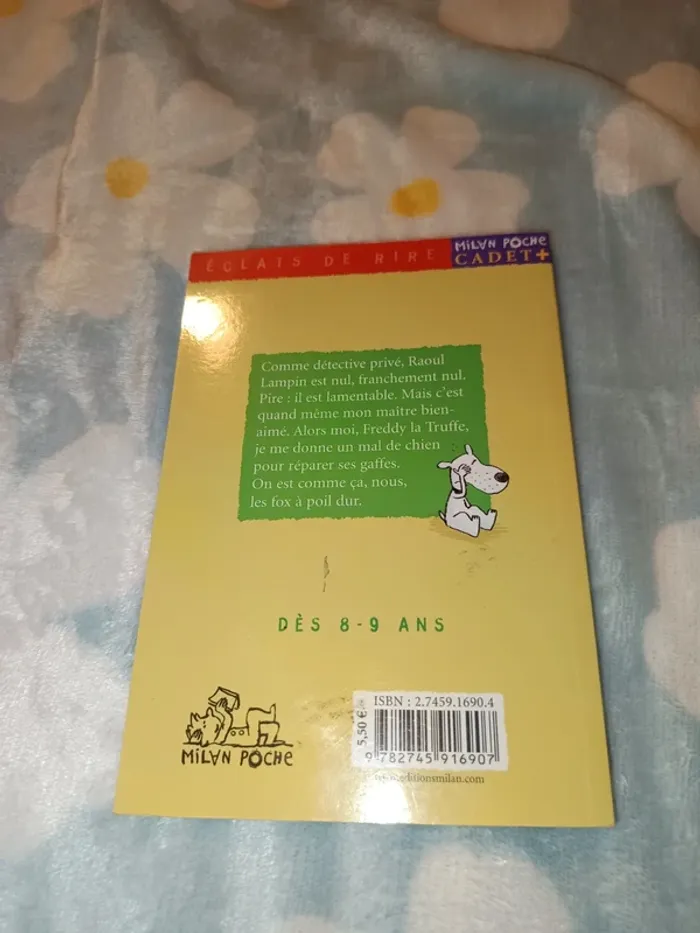 ÉCLATS DE RIRE
MiLAN POCHE
CADET+
Comme détective privé, Raoul
Lampin est nul, franchement nul.
Pire : il est lamentable. Mais c'est
quand même mon maître bien-
aimé. Alors moi, Freddy la Truffe,
je me donne un mal de chien
pour réparer ses gaffes.
On est comme ça, nous,
les fox à poil dur.
DÈS 8-9 ANS
MiLAN POCHE
5,50 €
ISBN : 2.7459.1690.4
9 782745 916907
www.editionsmilan.com